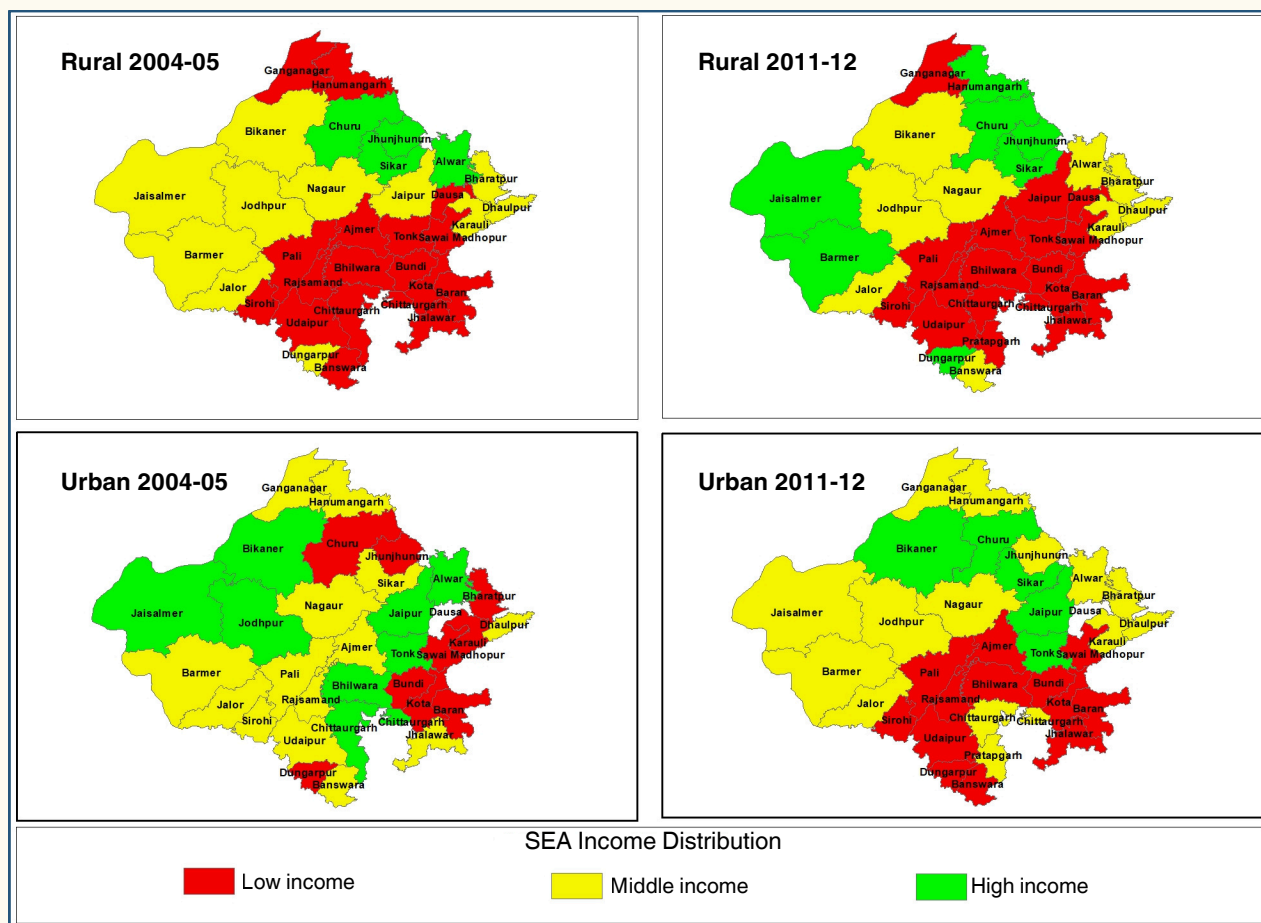 Rural 2004-05
Ganganagar
Hanumangarh
Bikaner
Churu
Jhunjhunun
Sikar
Alwar
Bharatpur
Jaisalmer
Nagaur
Jaipur
Dausa
Jodhpur
Dhaulpur
Karauli
Ajmer
Tonk
Sawai Madhopur
Barmer
Pali
Bhilwara
Bundi
Jalor
Rajsamand
Kota
Baran
Sirohi
Chittaurgarh
Chittaurgarh
Jhalawar
Udaipur
Dungarpur
Banswara
Rural 2011-12
Ganganagar
Hanumangarh
Bikaner
Churu
Jhunjhunun
Sikar
Alwar
Bharatpur
Jaisalmer
Nagaur
Jaipur
Dausa
Jodhpur
Dhaulpur
Karauli
Ajmer
Tonk
Sawai Madhopur
Barmer
Pali
Bhilwara
Bundi
Jalor
Rajsamand
Kota
Baran
Sirohi
Chittaurgarh
Chittaurgarh
Jhalawar
Udaipur
Pratapgarh
Dungarpur
Banswara
Urban 2004-05
Ganganagar
Hanumangarh
Bikaner
Churu
Jhunjhunun
Sikar
Alwar
Bharatpur
Jaisalmer
Nagaur
Jaipur
Dausa
Jodhpur
Dhaulpur
Karauli
Ajmer
Tonk
Sawai Madhopur
Barmer
Pali
Bhilwara
Bundi
Jalor
Rajsamand
Kota
Baran
Sirohi
Chittaurgarh
Chittaurgarh
Jhalawar
Udaipur
Dungarpur
Banswara
Urban 2011-12
Ganganagar
Hanumangarh
Bikaner
Churu
Jhunjhunun
Sikar
Alwar
Bharatpur
Jaisalmer
Nagaur
Jaipur
Dausa
Jodhpur
Dhaulpur
Karauli
Ajmer
Tonk
Sawai Madhopur
Barmer
Pali
Bhilwara
Bundi
Jalor
Rajsamand
Kota
Baran
Sirohi
Chittaurgarh
Chittaurgarh
Jhalawar
Udaipur
Pratapgarh
Dungarpur
Banswara
SEA Income Distribution
Low income
Middle income
High income